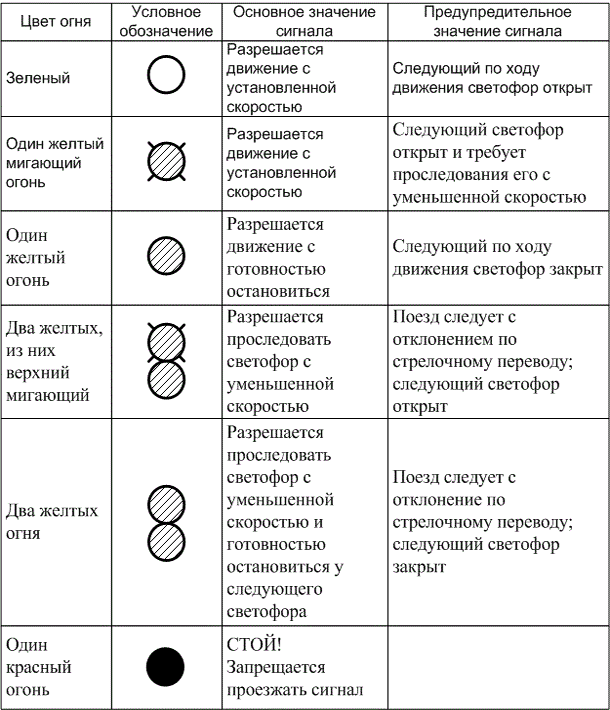 Цвет огня
Условное
обозначение
Основное значение
сигнала
Предупредительное
значение сигнала
Зеленый
Разрешается
движение с
установленной
скоростью
Следующий по ходу
движения светофор открыт
Один желтый
мигающий
огонь
Разрешается
движение с
установленной
скоростью
Следующий светофор
открыт и требует
проследования его с
уменьшенной скоростью
Один
желтый
огонь
Разрешается
движение с
готовностью
остановиться
Следующий по ходу
движения светофор закрыт
Два желтых,
из них
верхний
мигающий
Разрешается
проследовать
светофор с
уменьшенной
скоростью
Поезд следует с
отклонением по
стрелочному переводу;
следующий светофор
открыт
Два желтых
огня
Разрешается
проследовать
светофор с
уменьшенной
скоростью и
готовностью
остановиться у
следующего
светофора
Поезд следует с
отклонение по
стрелочному переводу;
следующий светофор
закрыт
Один
красный
огонь
СТОЙ!
Запрещается
проезжать сигнал